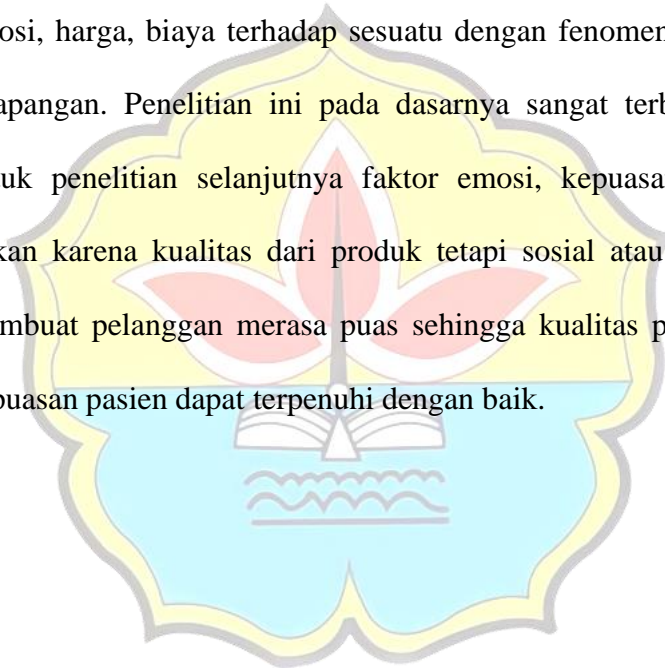 osi, harga, biaya terhadap sesuatu dengan fenomen
apangan. Penelitian ini pada dasarnya sangat terb
uk penelitian selanjutnya faktor emosi, kepuasa
kan karena kualitas dari produk tetapi sosial atau
mbuat pelanggan merasa puas sehingga kualitas p
puasan pasien dapat terpenuhi dengan baik.